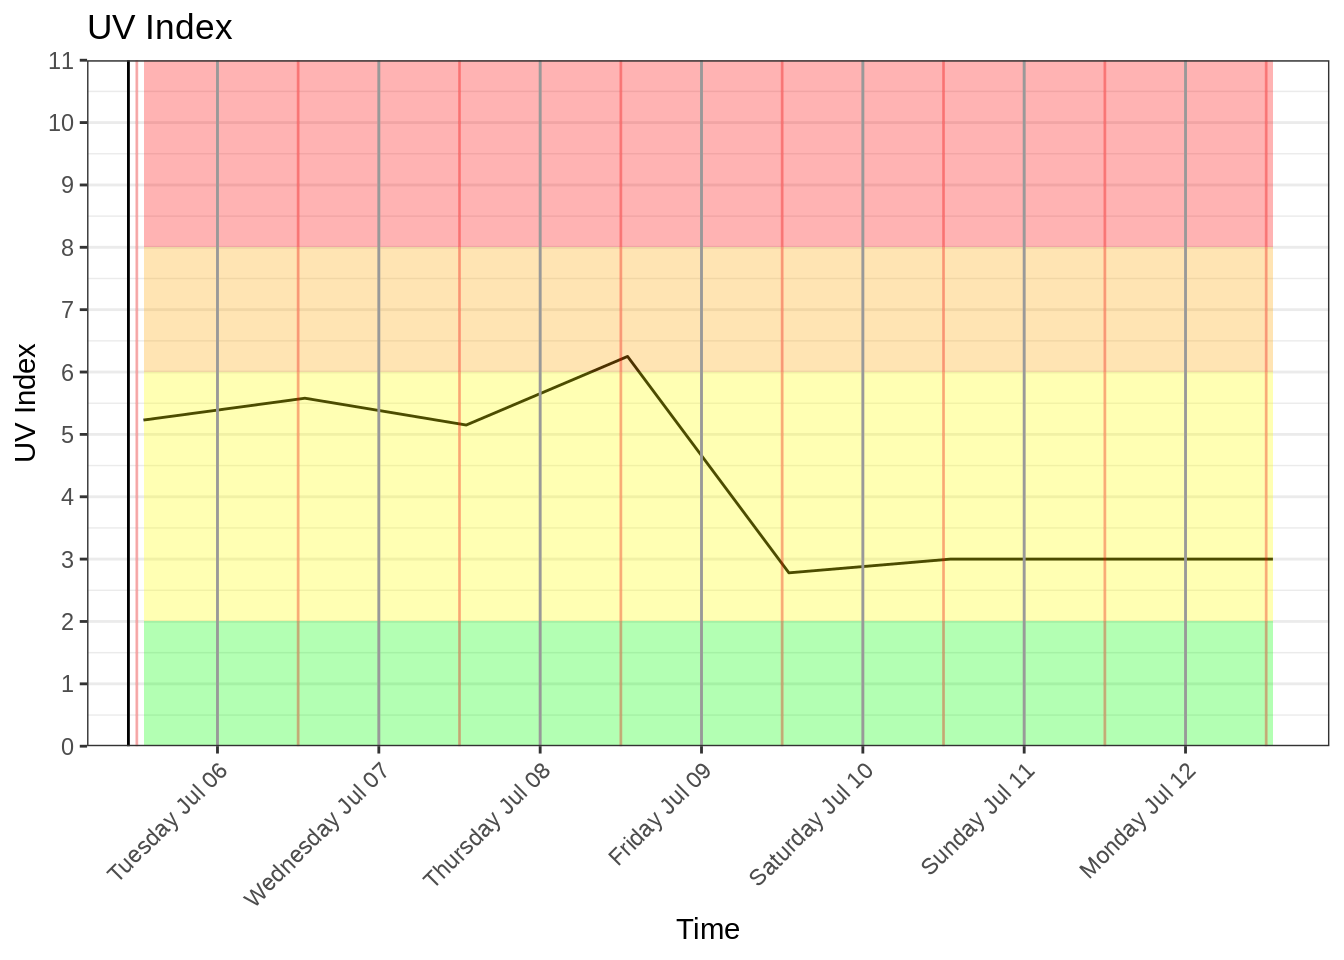 UV Index
UV Index
11
10
9
8
7
6
5
4
3
2
1
0
Tuesday Jul 06
Wednesday Jul 07
Thursday Jul 08
Friday Jul 09
Saturday Jul 10
Sunday Jul 11
Monday Jul 12
Time